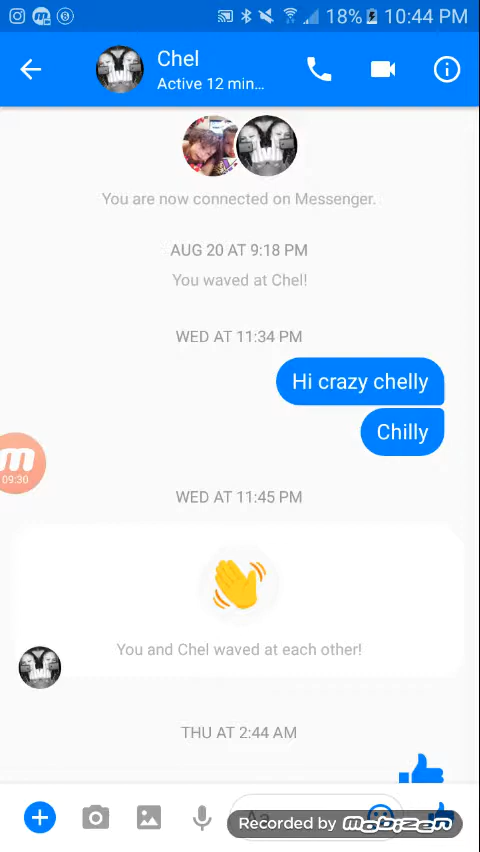 18% 10:44 PM
Chel
Active 12 min...
You are now connected on Messenger.
AUG 20 AT 9:18 PM
You waved at Chel!
WED AT 11:34 PM
Hi crazy chelly
Chilly
09:30
WED AT 11:45 PM
You and Chel waved at each other!
THU AT 2:44 AM
Recorded by mobizen